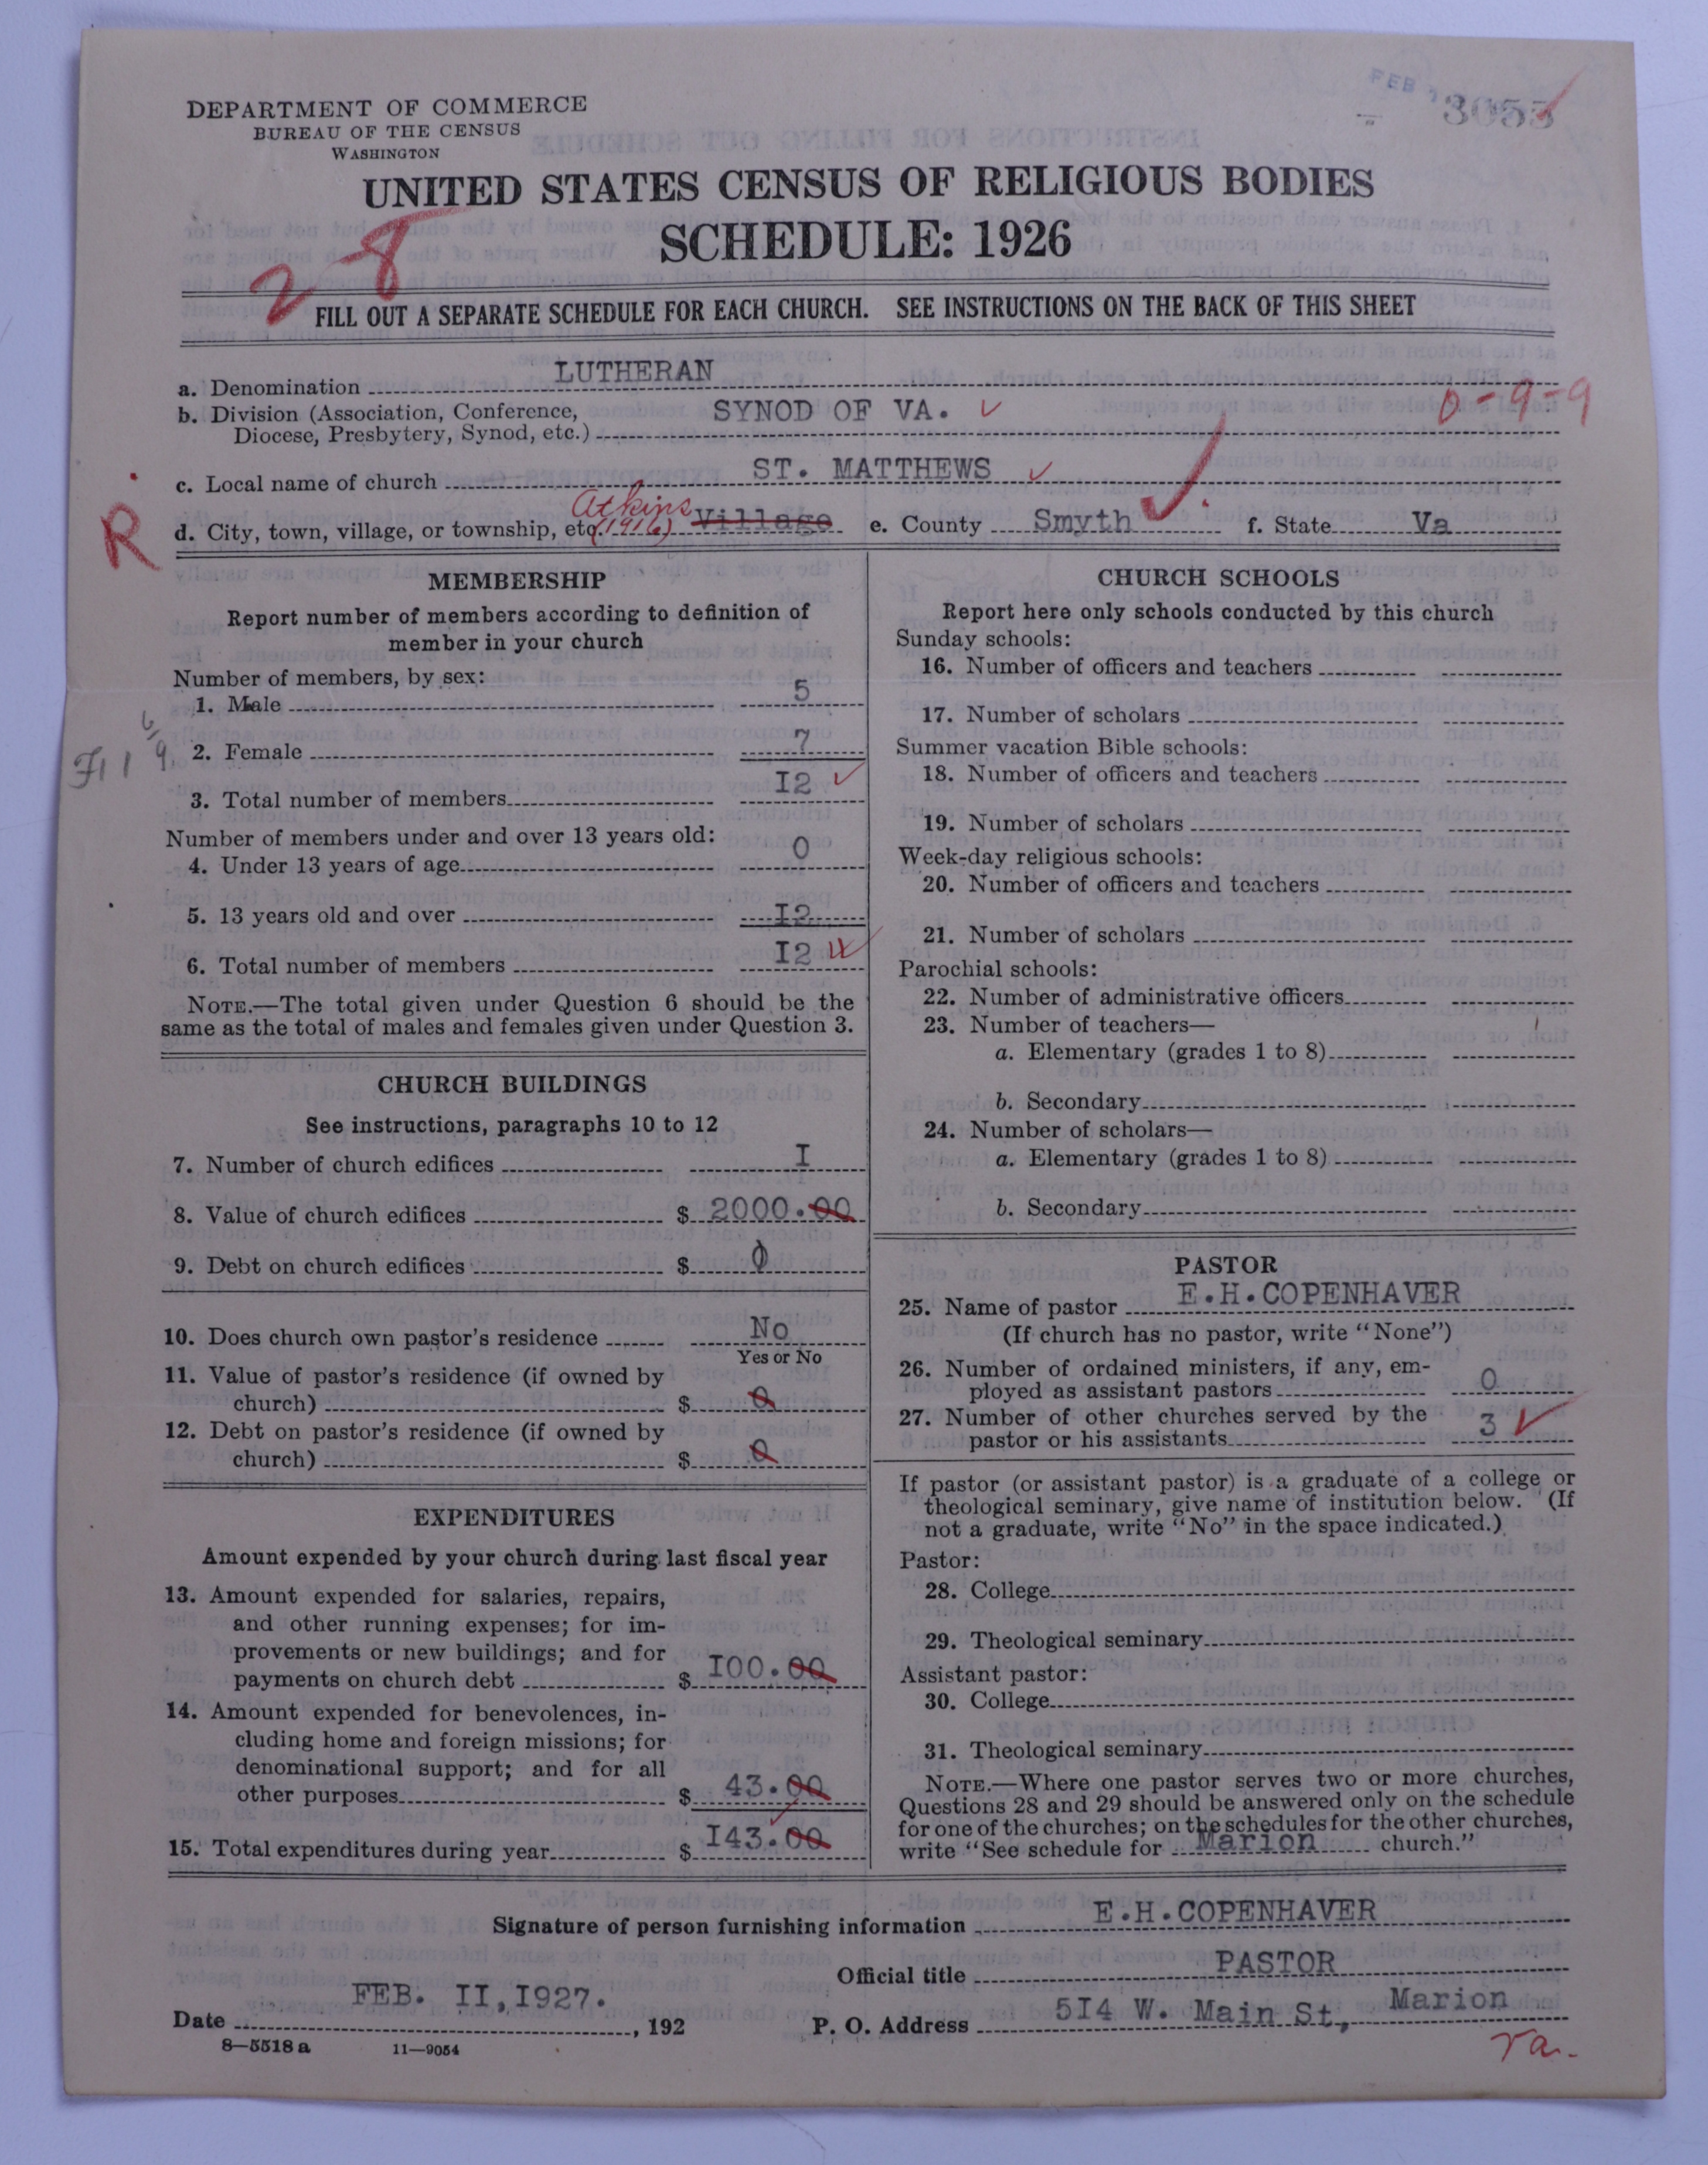 FEB
3053
DEPARTMENT OF COMMERCE
BUREAU OF THE CENSUS
WASHINGTON
UNITED STATES CENSUS OF RELIGIOUS BODIES
SCHEDULE: 1926
2-8
FILL OUT A SEPARATE SCHEDULE FOR EACH CHURCH. SEE INSTRUCTIONS ON THE BACK OF THIS SHEET
a. Denomination LUTHERAN
0-9-9
b. Division (Association, Conference, SYNOD OF VA.
Diocese, Presbytery, Synod, etc.)
c. Local name of church ST. MATTHEWS
R
Atkins
d. City, town, village, or township, etc. (1916) Village e. County Smyth f. State Va
MEMBERSHIP
Report number of members according to definition of
member in your church
Number of members, by sex:
1. Male 5
2. Female 7
3. Total number of members I2
Number of members under and over 13 years old:
4. Under 13 years of age 0
5. 13 years old and over I2
6. Total number of members I2
NOTE.—The total given under Question 6 should be the
same as the total of males and females given under Question 3.
CHURCH BUILDINGS
See instructions, paragraphs 10 to 12
7. Number of church edifices I
8. Value of church edifices $ 2000.00
9. Debt on church edifices $ 0
10. Does church own pastor's residence No
Yes or No
11. Value of pastor's residence (if owned by
church) $ 0
12. Debt on pastor's residence (if owned by
church) $ 0
EXPENDITURES
Amount expended by your church during last fiscal year
13. Amount expended for salaries, repairs,
and other running expenses; for im-
provements or new buildings; and for
payments on church debt $ I00.00
14. Amount expended for benevolences, in-
cluding home and foreign missions; for
denominational support; and for all
other purposes $ 43.00
15. Total expenditures during year $ I43.00
CHURCH SCHOOLS
Report here only schools conducted by this church
Sunday schools:
16. Number of officers and teachers
17. Number of scholars
Summer vacation Bible schools:
18. Number of officers and teachers
19. Number of scholars
Week-day religious schools:
20. Number of officers and teachers
21. Number of scholars
Parochial schools:
22. Number of administrative officers
23. Number of teachers—
a. Elementary (grades 1 to 8)
b. Secondary
24. Number of scholars—
a. Elementary (grades 1 to 8)
b. Secondary
PASTOR
25. Name of pastor E.H.COPENHAVER
(If church has no pastor, write "None")
26. Number of ordained ministers, if any, em-
ployed as assistant pastors 0
27. Number of other churches served by the
pastor or his assistants 3
If pastor (or assistant pastor) is a graduate of a college or
theological seminary, give name of institution below. (If
not a graduate, write "No" in the space indicated.)
Pastor:
28. College
29. Theological seminary
Assistant pastor:
30. College
31. Theological seminary
NOTE.—Where one pastor serves two or more churches,
Questions 28 and 29 should be answered only on the schedule
for one of the churches; on the schedules for the other churches,
write "See schedule for Marion church."
Signature of person furnishing information E.H.COPENHAVER
Official title PASTOR
Date FEB. II,I927. , 192
P. O. Address 5I4 W. Main St, Marion
Va.
8—5518 a 11—9054